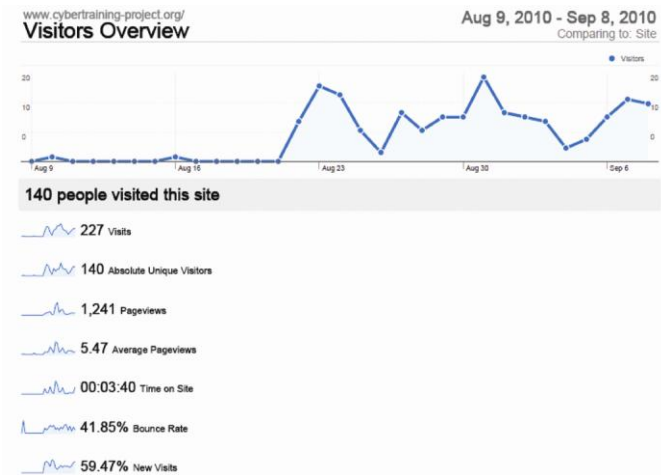 www.cybertraining-project.org/
Visitors Overview
Aug 9, 2010 - Sep 8, 2010
Comparing to: Site
Visitors
20
20
10
10
0
0
Aug 9
Aug 16
Aug 23
Aug 30
Sep 6
140 people visited this site
227 Visits
140 Absolute Unique Visitors
1,241 Pageviews
5.47 Average Pageviews
00:03:40 Time on Site
41.85% Bounce Rate
59.47% New Visits